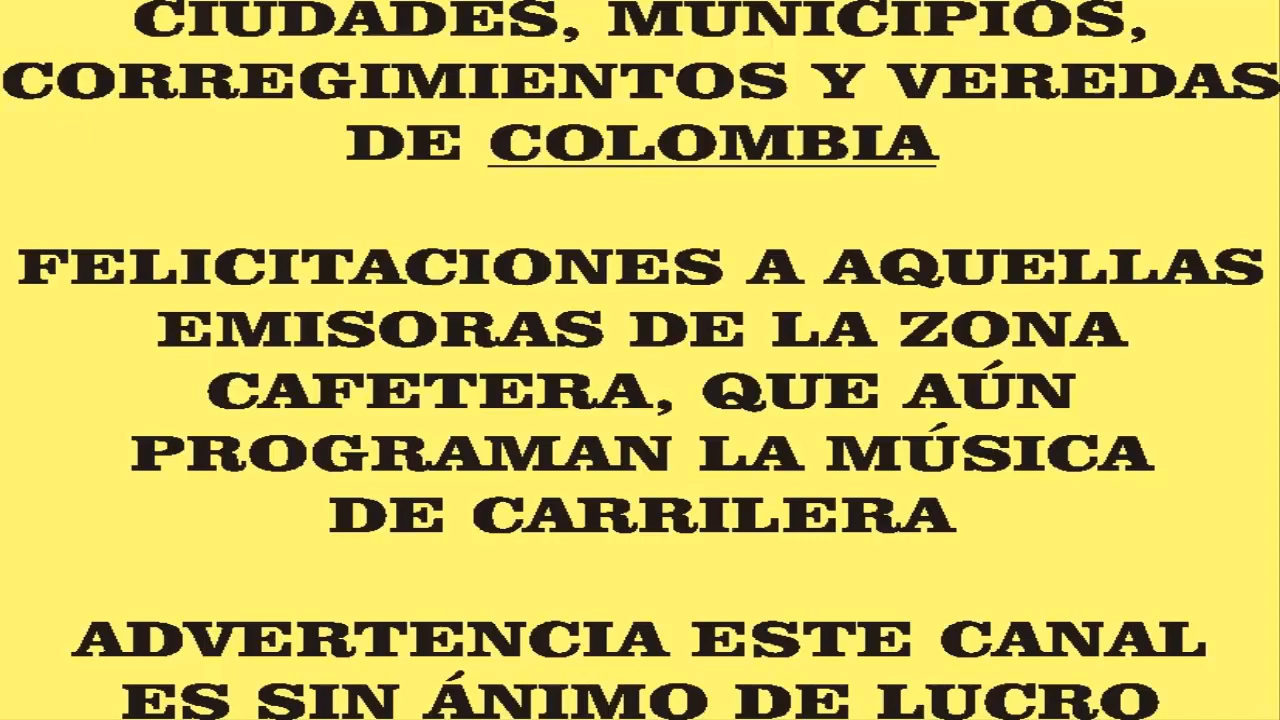 CIUDADES, MUNICIPIOS,
CORREGIMIENTOS Y VEREDAS
DE COLOMBIA
FELICITACIONES A AQUELLAS
EMISORAS DE LA ZONA
CAFETERA, QUE AÚN
PROGRAMAN LA MÚSICA
DE CARRILERA
ADVERTENCIA ESTE CANAL
ES SIN ÁNIMO DE LUCRO